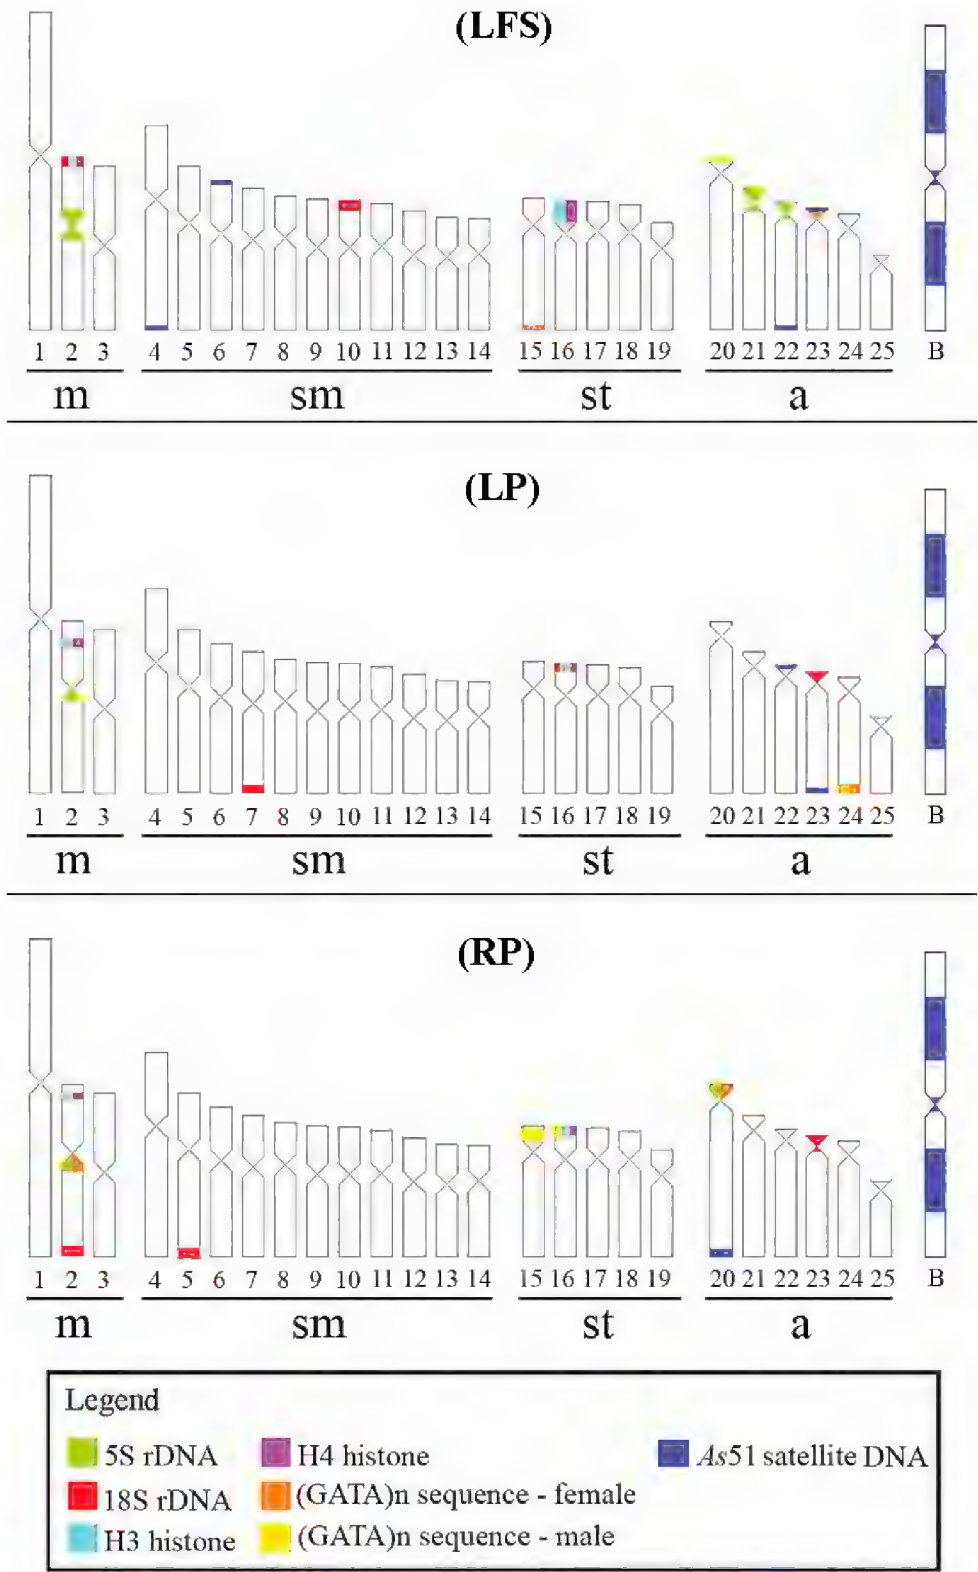 (LFS)
1 2 3 4 5 6 7 8 9 10 11 12 13 14 15 16 17 18 19 20 21 22 23 24 25 B
m sm st a
(LP)
1 2 3 4 5 6 7 8 9 10 11 12 13 14 15 16 17 18 19 20 21 22 23 24 25 B
m sm st a
(RP)
1 2 3 4 5 6 7 8 9 10 11 12 13 14 15 16 17 18 19 20 21 22 23 24 25 B
m sm st a
Legend
5S rDNA H4 histone As51 satellite DNA
18S rDNA (GATA)n sequence - female
H3 histone (GATA)n sequence - male